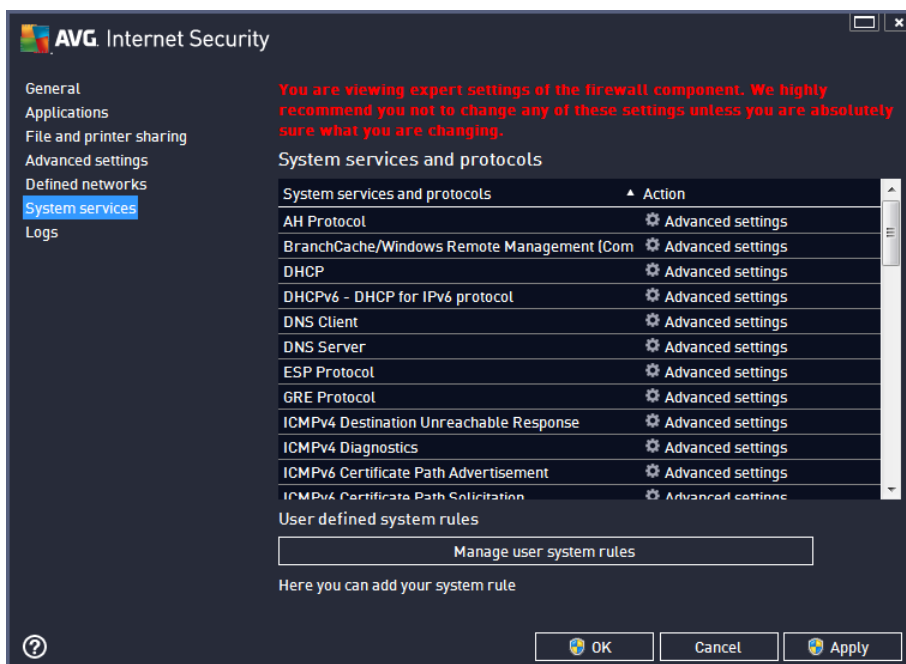 AVG. Internet Security
General
Applications
File and printer sharing
Advanced settings
Defined networks
System services
Logs
You are viewing expert settings of the firewall component. We highly
recommend you not to change any of these settings unless you are absolutely
sure what you are changing.
System services and protocols
System services and protocols Action
AH Protocol Advanced settings
BranchCache/Windows Remote Management (Com Advanced settings
DHCP Advanced settings
DHCPv6 - DHCP for IPv6 protocol Advanced settings
DNS Client Advanced settings
DNS Server Advanced settings
ESP Protocol Advanced settings
GRE Protocol Advanced settings
ICMPv4 Destination Unreachable Response Advanced settings
ICMPv4 Diagnostics Advanced settings
ICMPv6 Certificate Path Advertisement Advanced settings
ICMPv6 Certificate Path Solicitation Advanced settings
User defined system rules
Manage user system rules
Here you can add your system rule
OK Cancel Apply